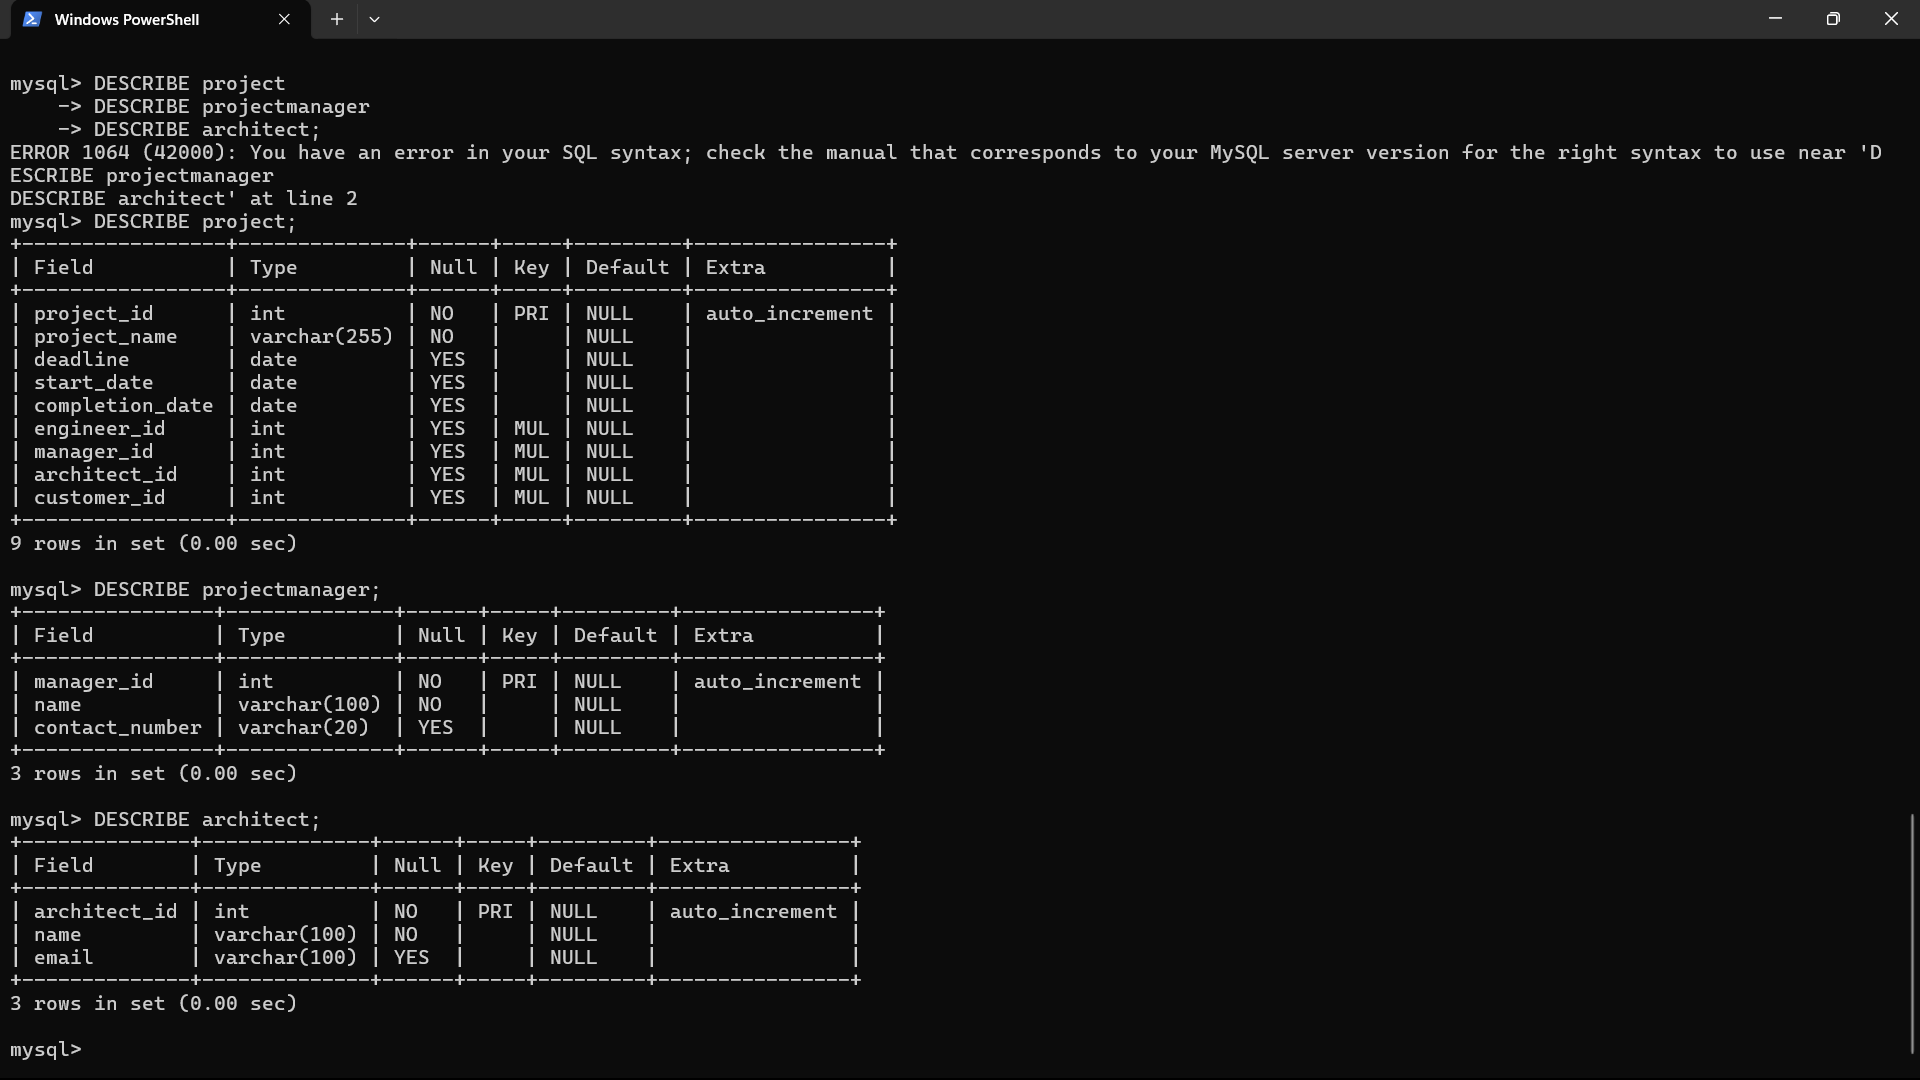 Windows PowerShell
mysql> DESCRIBE project
    -> DESCRIBE projectmanager
    -> DESCRIBE architect;
ERROR 1064 (42000): You have an error in your SQL syntax; check the manual that corresponds to your MySQL server version for the right syntax to use near 'D
ESCRIBE projectmanager
DESCRIBE architect' at line 2
mysql> DESCRIBE project;
+-----------------+--------------+------+-----+---------+----------------+
| Field           | Type         | Null | Key | Default | Extra          |
+-----------------+--------------+------+-----+---------+----------------+
| project_id      | int          | NO   | PRI | NULL    | auto_increment |
| project_name    | varchar(255) | NO   |     | NULL    |                |
| deadline        | date         | YES  |     | NULL    |                |
| start_date      | date         | YES  |     | NULL    |                |
| completion_date | date         | YES  |     | NULL    |                |
| engineer_id     | int          | YES  | MUL | NULL    |                |
| manager_id      | int          | YES  | MUL | NULL    |                |
| architect_id    | int          | YES  | MUL | NULL    |                |
| customer_id     | int          | YES  | MUL | NULL    |                |
+-----------------+--------------+------+-----+---------+----------------+
9 rows in set (0.00 sec)
mysql> DESCRIBE projectmanager;
+----------------+--------------+------+-----+---------+----------------+
| Field          | Type         | Null | Key | Default | Extra          |
+----------------+--------------+------+-----+---------+----------------+
| manager_id     | int          | NO   | PRI | NULL    | auto_increment |
| name           | varchar(100) | NO   |     | NULL    |                |
| contact_number | varchar(20)  | YES  |     | NULL    |                |
+----------------+--------------+------+-----+---------+----------------+
3 rows in set (0.00 sec)
mysql> DESCRIBE architect;
+--------------+--------------+------+-----+---------+----------------+
| Field        | Type         | Null | Key | Default | Extra          |
+--------------+--------------+------+-----+---------+----------------+
| architect_id | int          | NO   | PRI | NULL    | auto_increment |
| name         | varchar(100) | NO   |     | NULL    |                |
| email        | varchar(100) | YES  |     | NULL    |                |
+--------------+--------------+------+-----+---------+----------------+
3 rows in set (0.00 sec)
mysql>